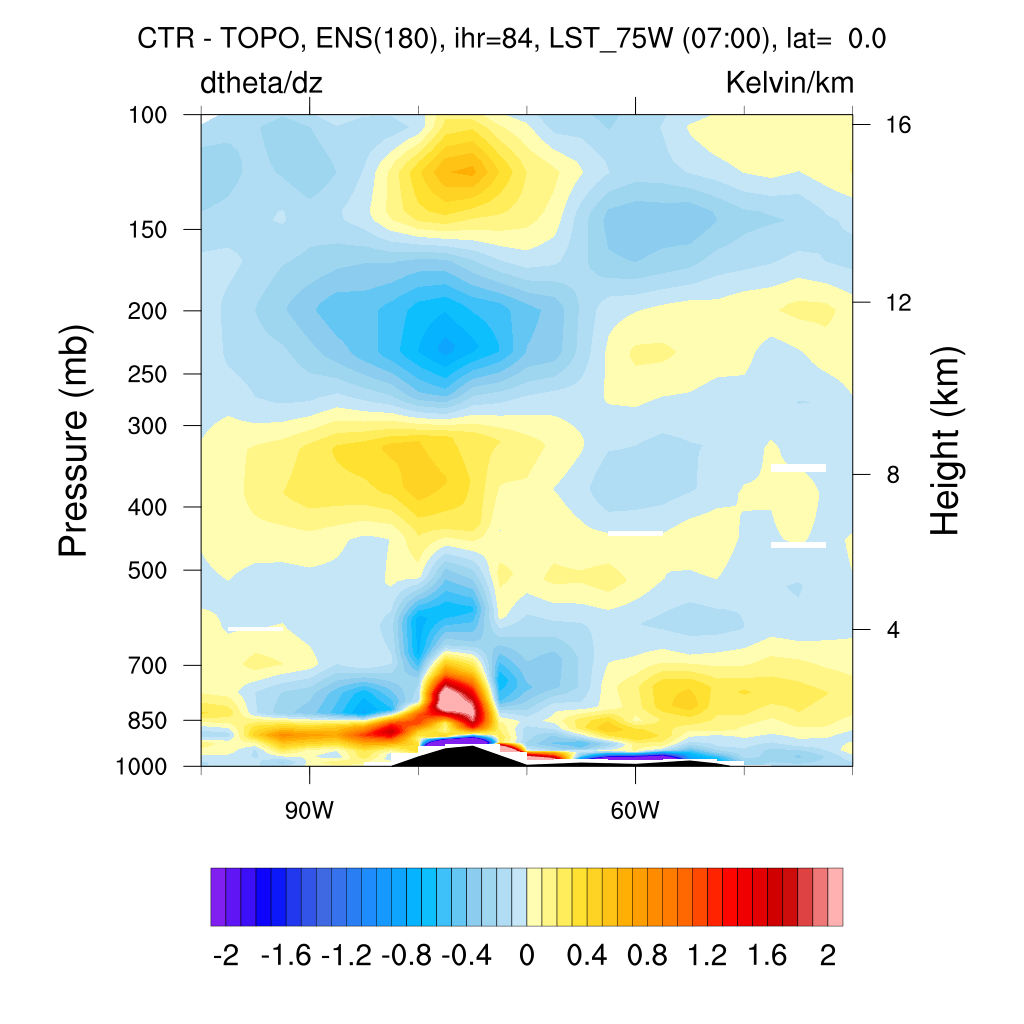 CTR - TOPO, ENS(180), ihr=84, LST_75W (07:00), lat=  0.0
dtheta/dz
Kelvin/km
100
150
200
250
300
400
500
700
850
1000
Pressure (mb)
16
12
8
4
Height (km)
90W
60W
-2 -1.6 -1.2 -0.8 -0.4 0 0.4 0.8 1.2 1.6 2